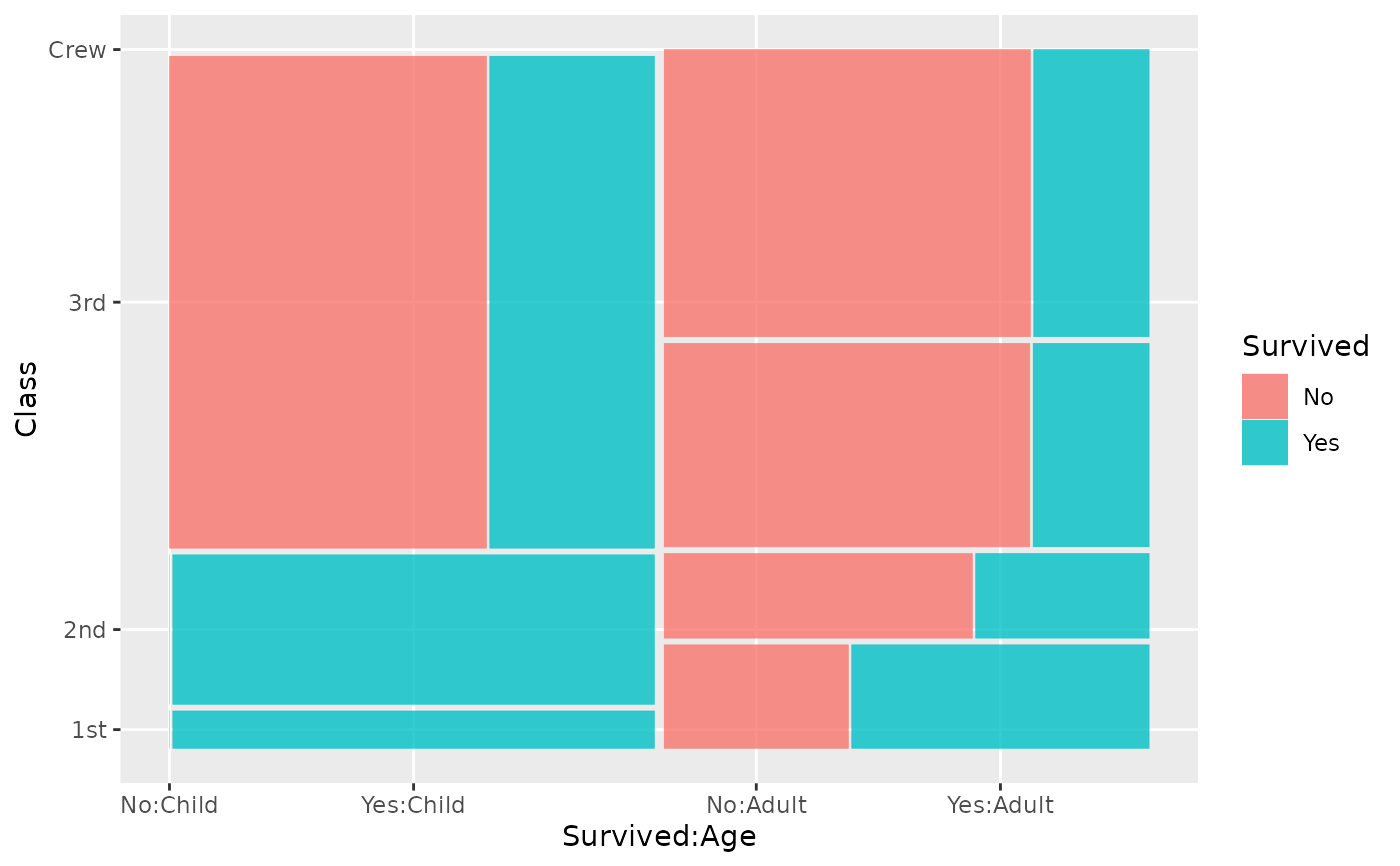 Crew
3rd
2nd
1st
Class
No:Child Yes:Child No:Adult Yes:Adult
Survived:Age
Survived
No
Yes